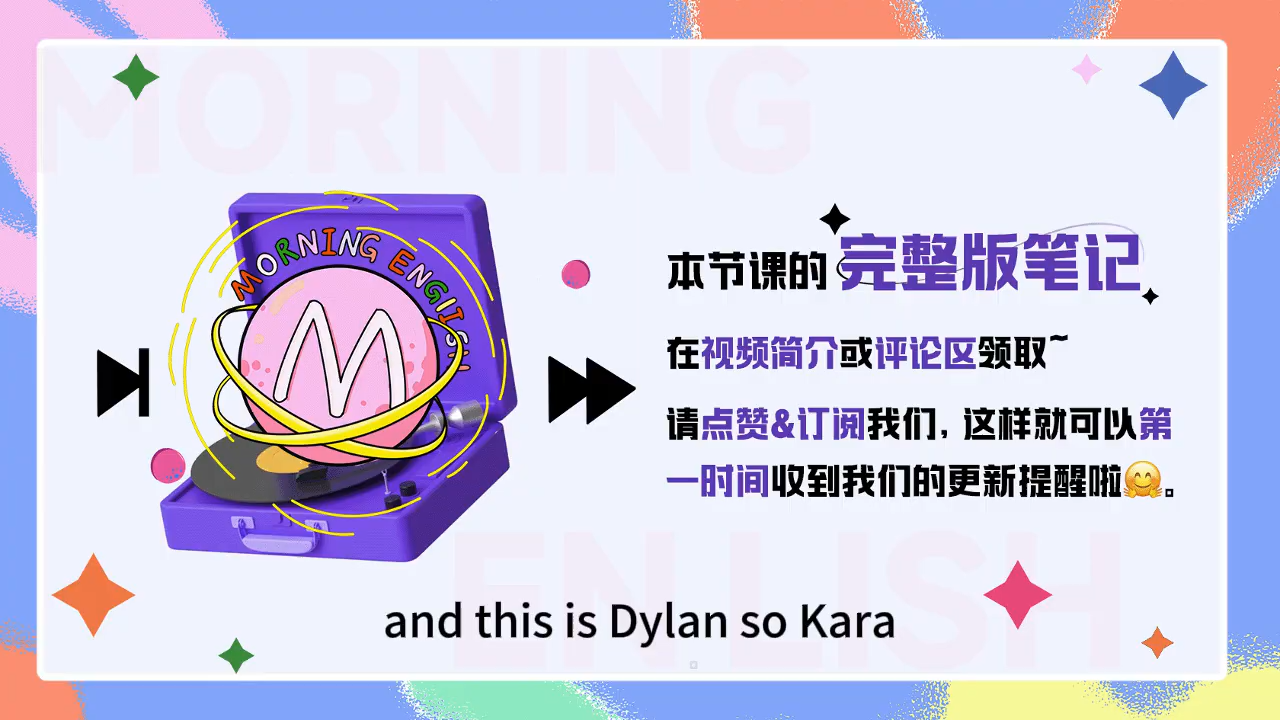 MORNING
MORNING ENGlISH
M
本节课的 完整版笔记
在视频简介或评论区领取~
请点赞&订阅我们, 这样就可以第
一时间收到我们的更新提醒啦🤗。
EN LISH
and this is Dylan so Kara